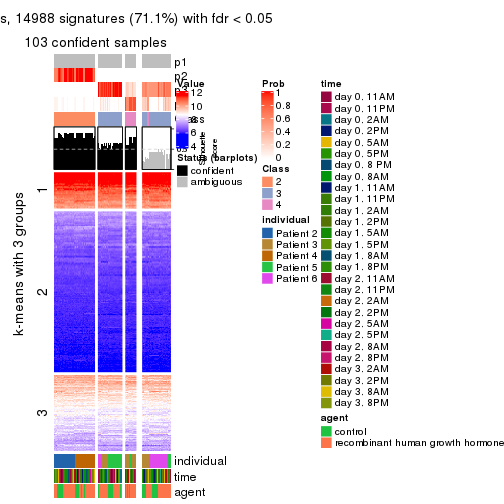 s, 14988 signatures (71.1%) with fdr < 0.05
103 confident samples
p1
p2
Value
12
10
8
6
4
Status (barplots)
confident
ambiguous
Silhouette
score
1
2
3
k-means with 3 groups
individual
time
agent
Prob
1
0.8
0.6
0.4
0.2
0
Class
2
3
4
individual
Patient 2
Patient 3
Patient 4
Patient 5
Patient 6
time
day 0. 11AM
day 0. 11PM
day 0. 2AM
day 0. 2PM
day 0. 5AM
day 0. 5PM
day 0. 8 PM
day 0. 8AM
day 1. 11AM
day 1. 11PM
day 1. 2AM
day 1. 2PM
day 1. 5AM
day 1. 5PM
day 1. 8AM
day 1. 8PM
day 2. 11AM
day 2. 11PM
day 2. 2AM
day 2. 2PM
day 2. 5AM
day 2. 5PM
day 2. 8AM
day 2. 8PM
day 3. 2AM
day 3. 2PM
day 3. 8AM
day 3. 8PM
agent
control
recombinant human growth hormone